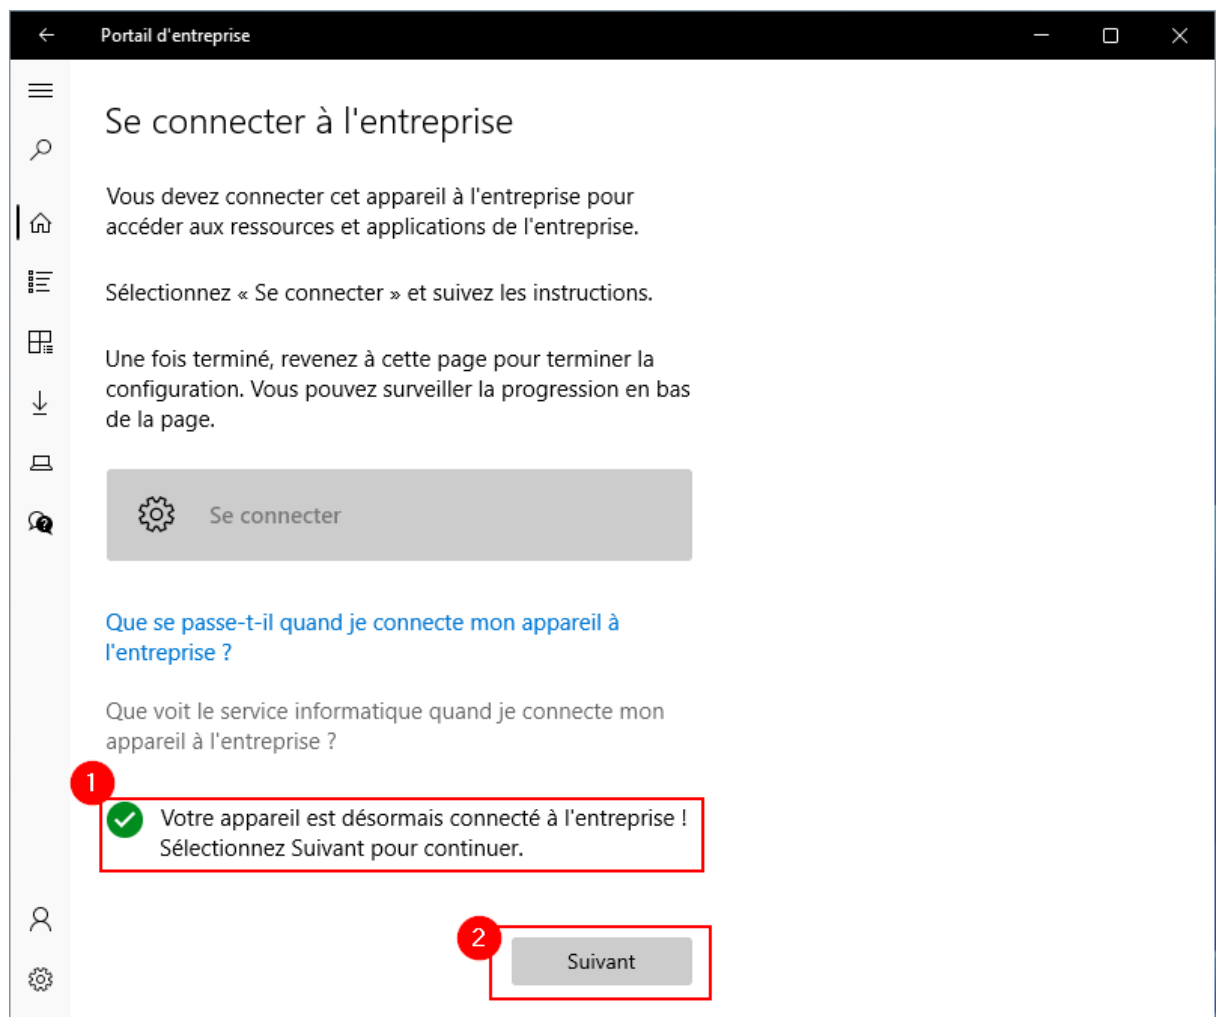 Portail d'entreprise
Se connecter à l'entreprise
Vous devez connecter cet appareil à l'entreprise pour
accéder aux ressources et applications de l'entreprise.
Sélectionnez « Se connecter » et suivez les instructions.
Une fois terminé, revenez à cette page pour terminer la
configuration. Vous pouvez surveiller la progression en bas
de la page.
Se connecter
Que se passe-t-il quand je connecte mon appareil à
l'entreprise ?
Que voit le service informatique quand je connecte mon
appareil à l'entreprise ?
1
Votre appareil est désormais connecté à l'entreprise !
Sélectionnez Suivant pour continuer.
2
Suivant